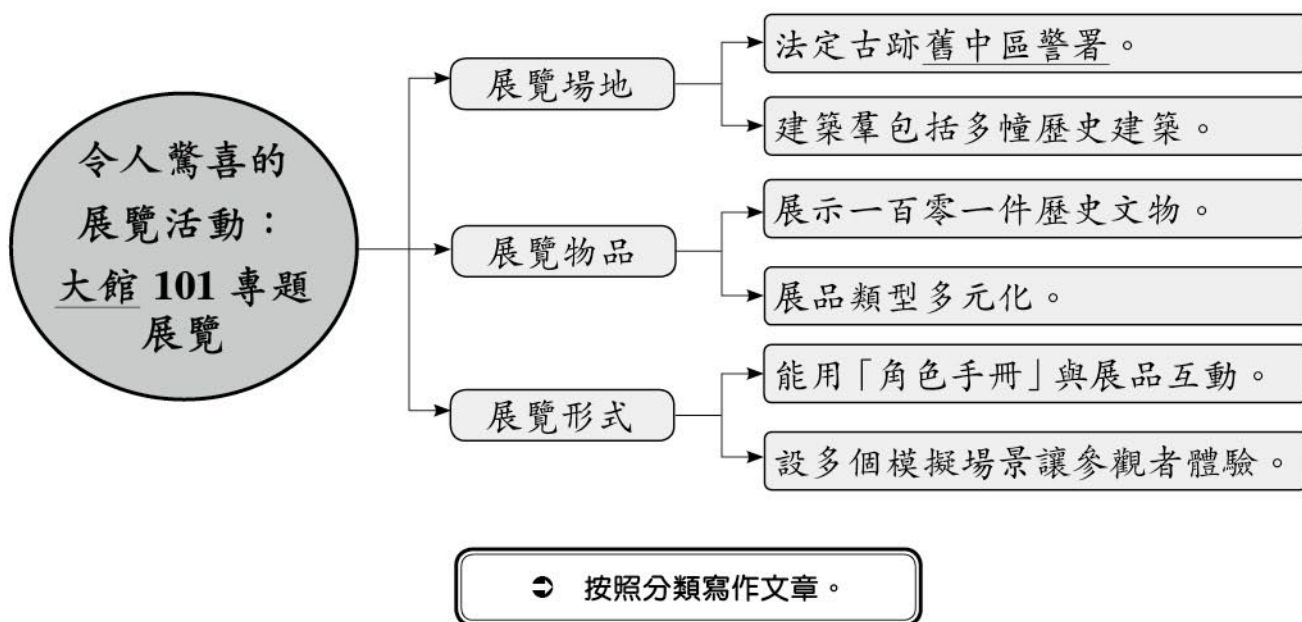 令人驚喜的
展覽活動：
大館 101 專題
展覽
展覽場地
法定古跡舊中區警署。
建築羣包括多幢歷史建築。
展覽物品
展示一百零一件歷史文物。
展品類型多元化。
展覽形式
能用「角色手冊」與展品互動。
設多個模擬場景讓參觀者體驗。
➲ 按照分類寫作文章。